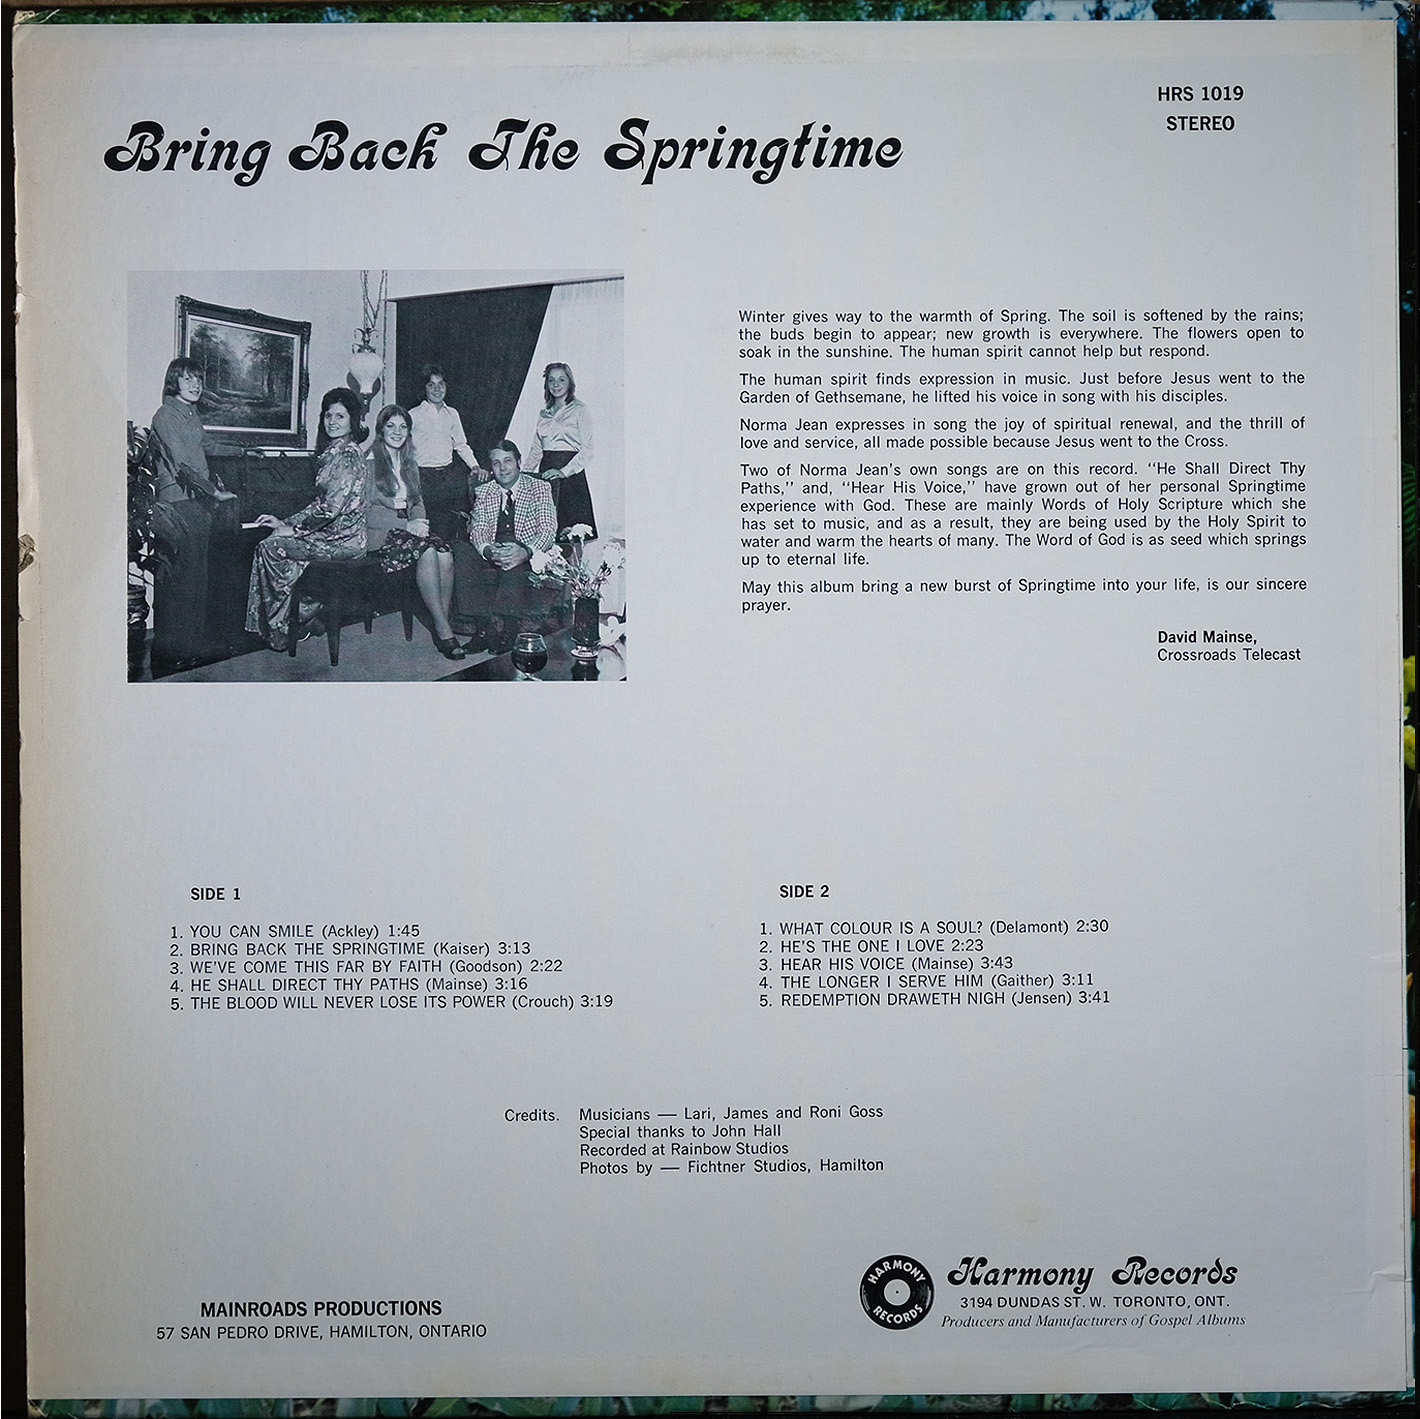 HRS 1019
STEREO
Bring Back The Springtime
Winter gives way to the warmth of Spring. The soil is softened by the rains;
the buds begin to appear; new growth is everywhere. The flowers open to
soak in the sunshine. The human spirit cannot help but respond.
The human spirit finds expression in music. Just before Jesus went to the
Garden of Gethsemane, he lifted his voice in song with his disciples.
Norma Jean expresses in song the joy of spiritual renewal, and the thrill of
love and service, all made possible because Jesus went to the Cross.
Two of Norma Jean's own songs are on this record. "He Shall Direct Thy
Paths," and, "Hear His Voice," have grown out of her personal Springtime
experience with God. These are mainly Words of Holy Scripture which she
has set to music, and as a result, they are being used by the Holy Spirit to
water and warm the hearts of many. The Word of God is as seed which springs
up to eternal life.
May this album bring a new burst of Springtime into your life, is our sincere
prayer.
David Mainse,
Crossroads Telecast
SIDE 1
1. YOU CAN SMILE (Ackley) 1:45
2. BRING BACK THE SPRINGTIME (Kaiser) 3:13
3. WE'VE COME THIS FAR BY FAITH (Goodson) 2:22
4. HE SHALL DIRECT THY PATHS (Mainse) 3:16
5. THE BLOOD WILL NEVER LOSE ITS POWER (Crouch) 3:19
SIDE 2
1. WHAT COLOUR IS A SOUL? (Delamont) 2:30
2. HE'S THE ONE I LOVE 2:23
3. HEAR HIS VOICE (Mainse) 3:43
4. THE LONGER I SERVE HIM (Gaither) 3:11
5. REDEMPTION DRAWETH NIGH (Jensen) 3:41
Credits. Musicians — Lari, James and Roni Goss
Special thanks to John Hall
Recorded at Rainbow Studios
Photos by — Fichtner Studios, Hamilton
MAINROADS PRODUCTIONS
57 SAN PEDRO DRIVE, HAMILTON, ONTARIO
HARMONY
RECORDS
Harmony Records
3194 DUNDAS ST. W. TORONTO, ONT.
Producers and Manufacturers of Gospel Albums